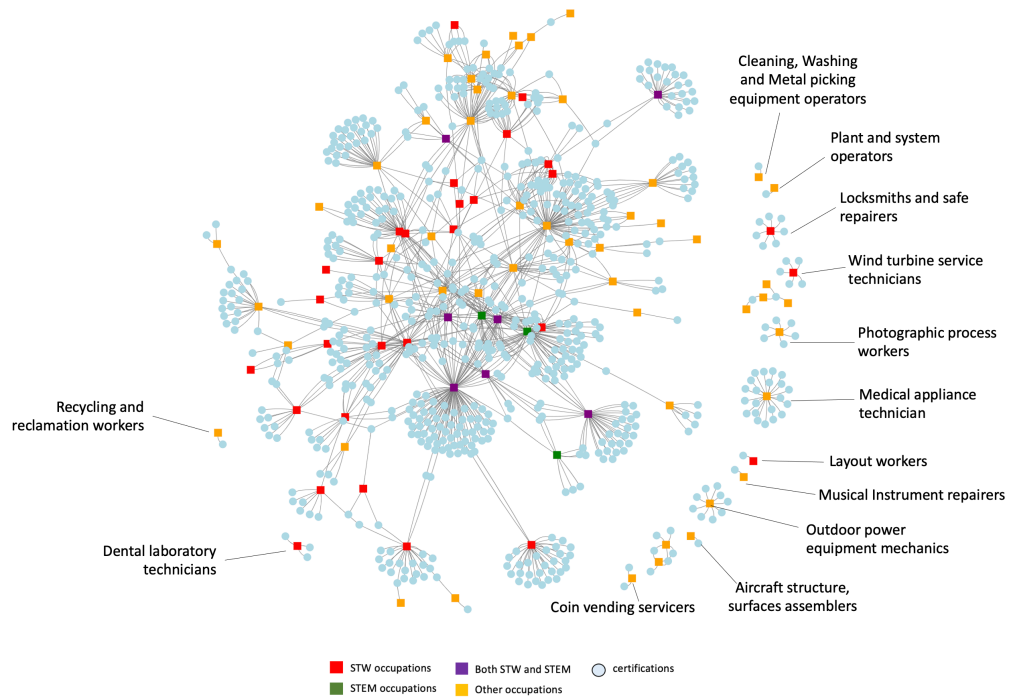 Cleaning, Washing
and Metal picking
equipment operators
Plant and system
operators
Locksmiths and safe
repairers
Wind turbine service
technicians
Photographic process
workers
Medical appliance
technician
Recycling and
reclamation workers
Layout workers
Musical Instrument repairers
Outdoor power
equipment mechanics
Dental laboratory
technicians
Aircraft structure,
surfaces assemblers
Coin vending servicers
STW occupations
Both STW and STEM
certifications
STEM occupations
Other occupations